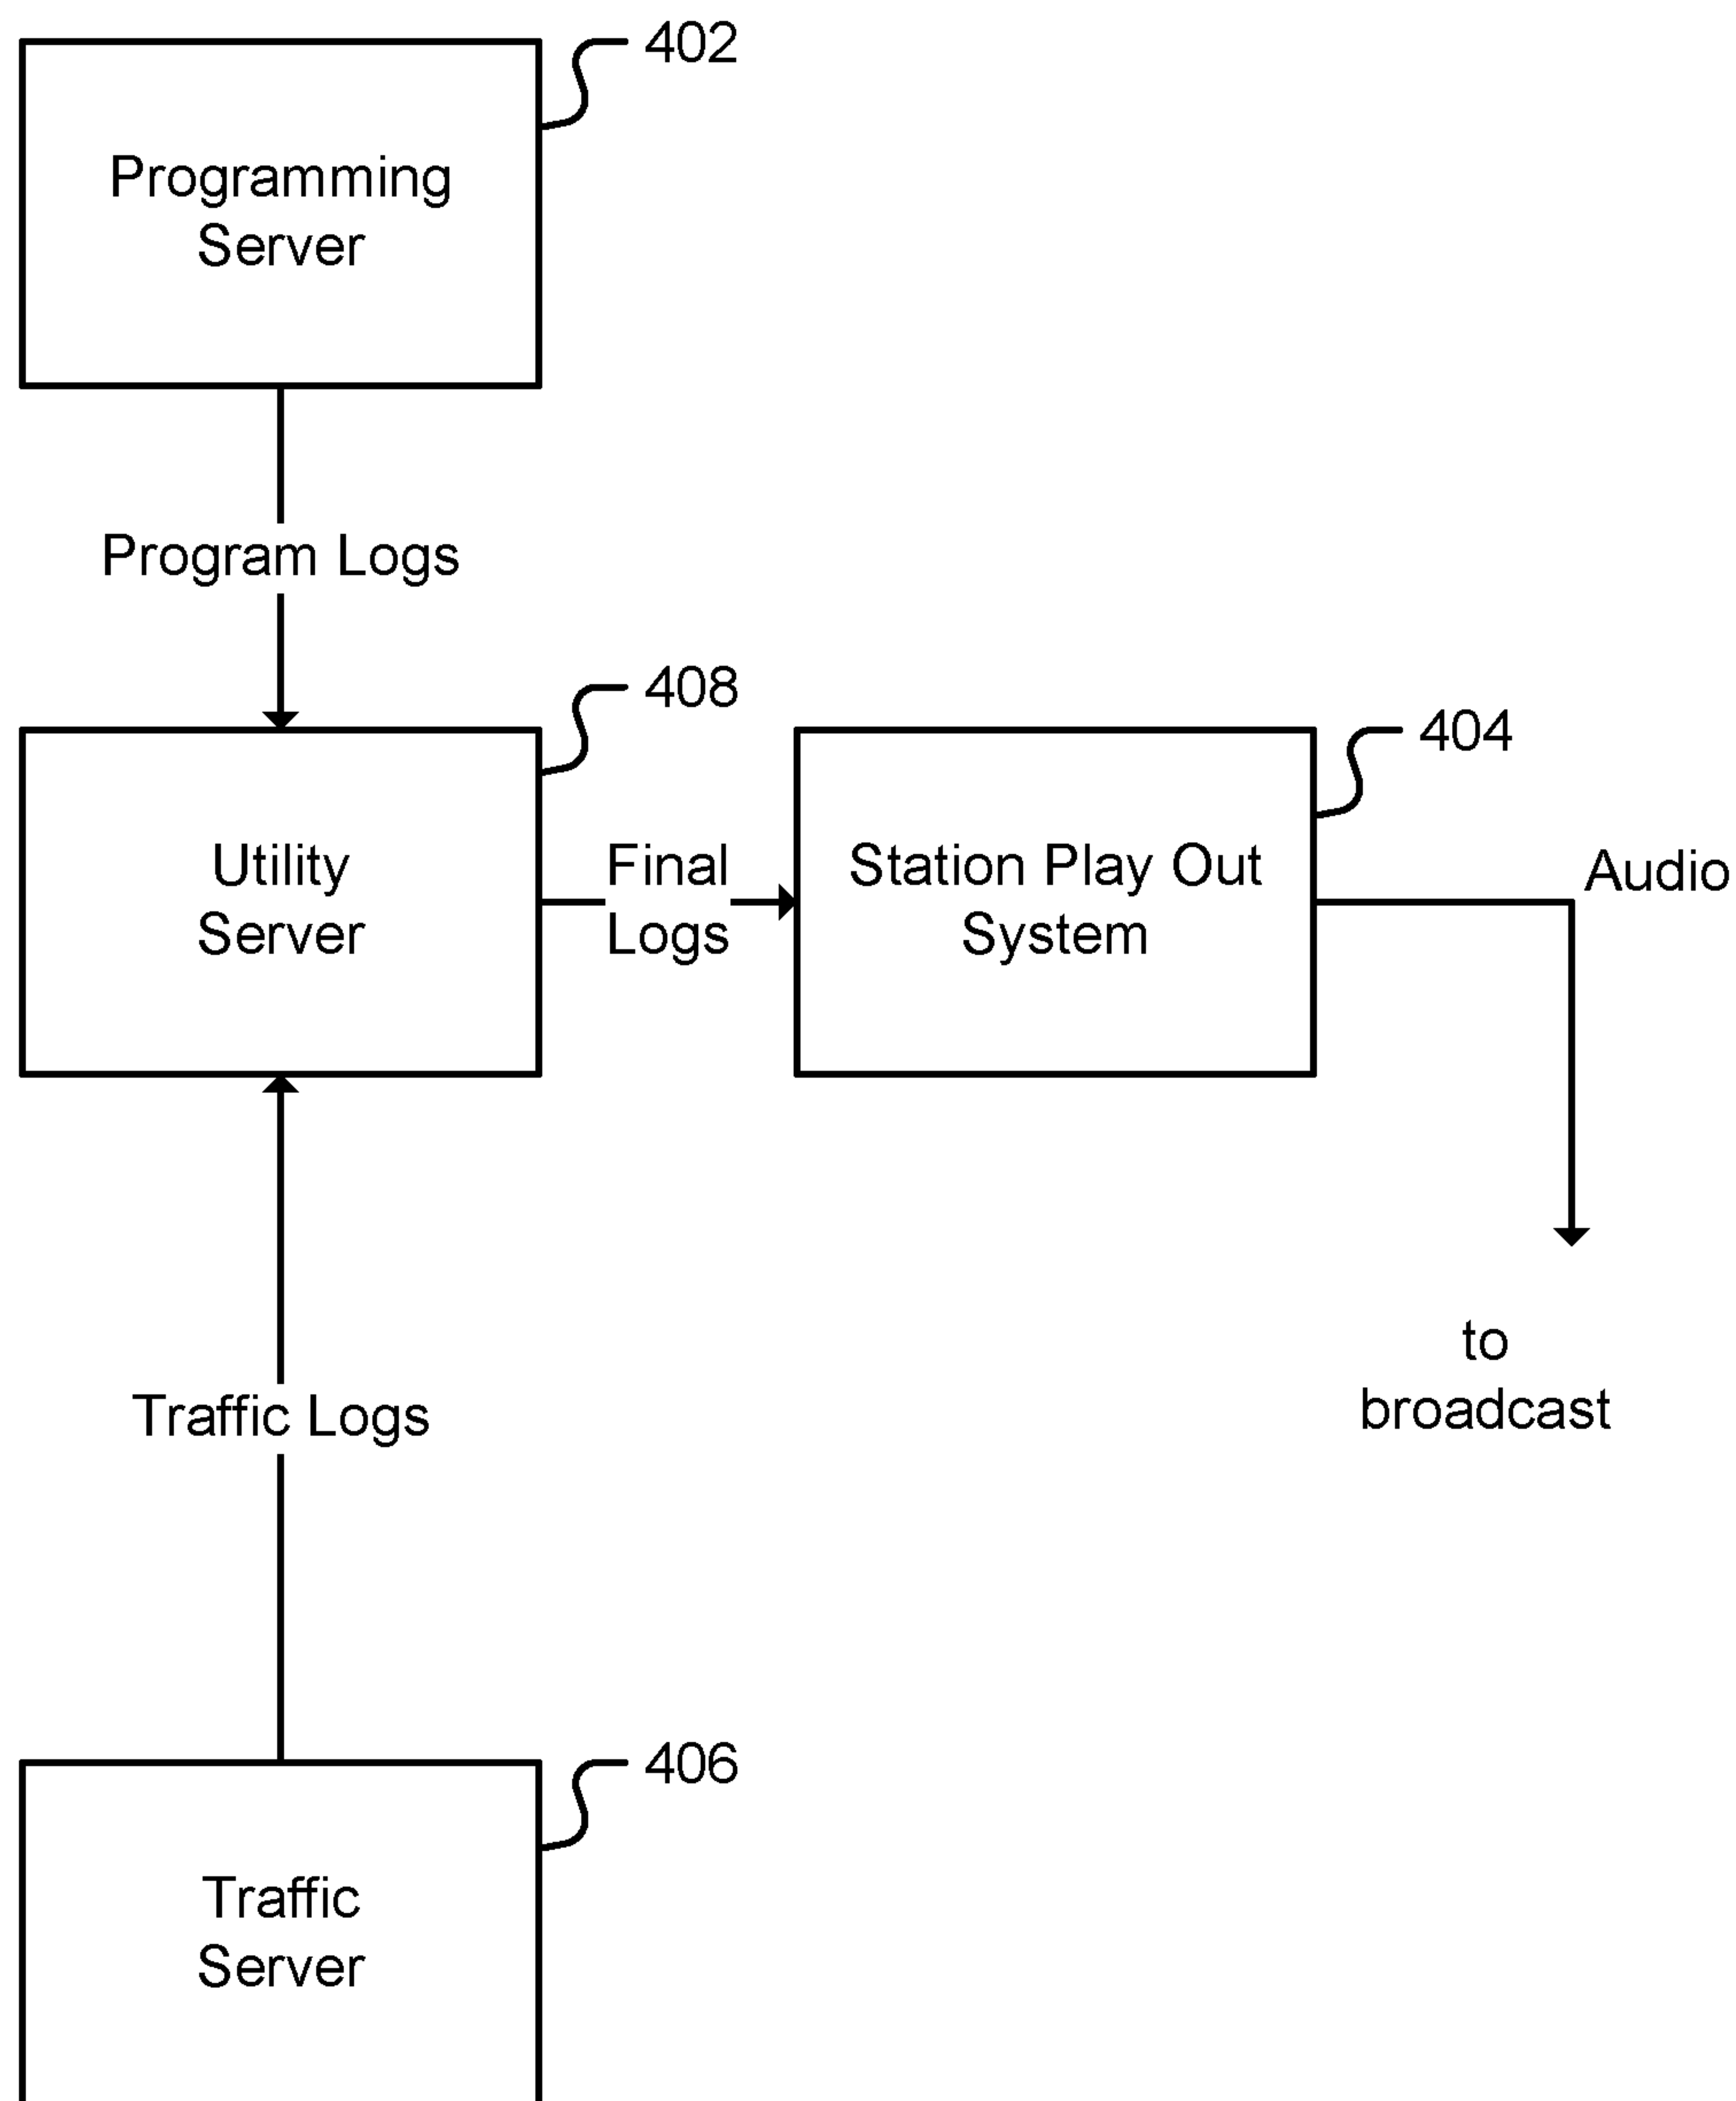 402
Programming
Server
Program Logs
408
404
Utility
Server
Final
Logs
Station Play Out
System
Audio
to
broadcast
Traffic Logs
406
Traffic
Server